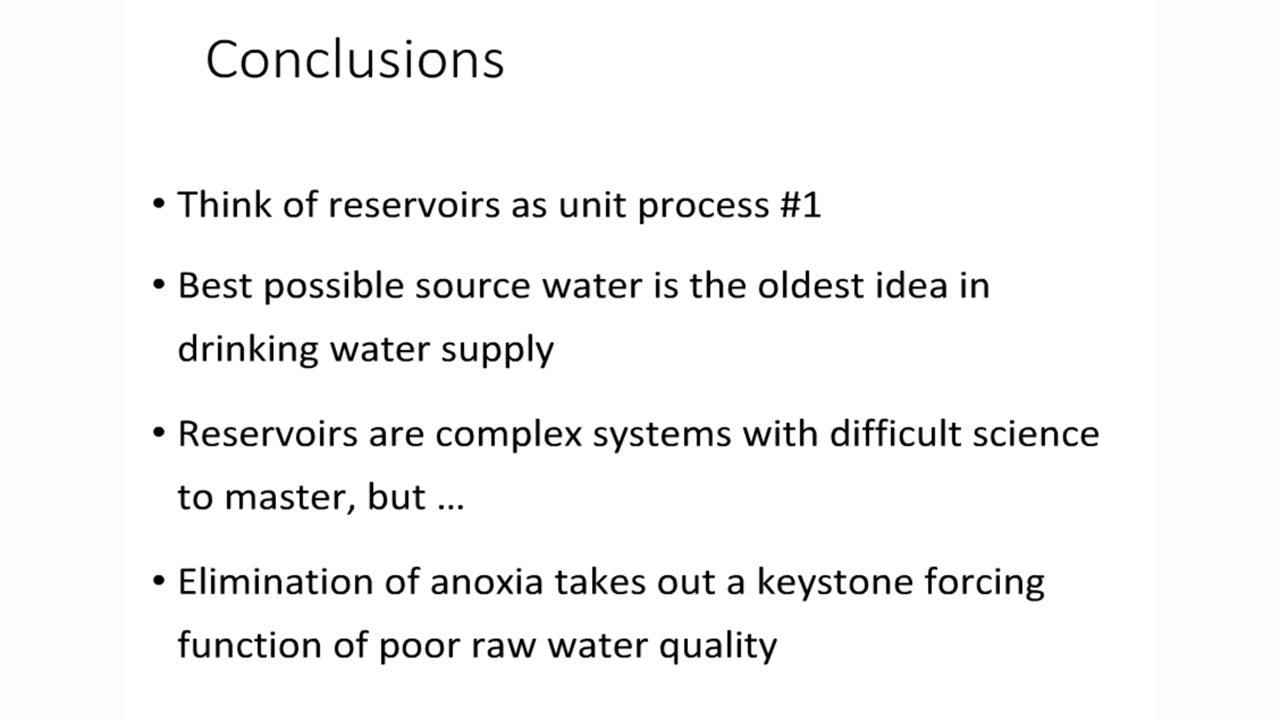 Conclusions
• Think of reservoirs as unit process #1
• Best possible source water is the oldest idea in
drinking water supply
• Reservoirs are complex systems with difficult science
to master, but ...
• Elimination of anoxia takes out a keystone forcing
function of poor raw water quality